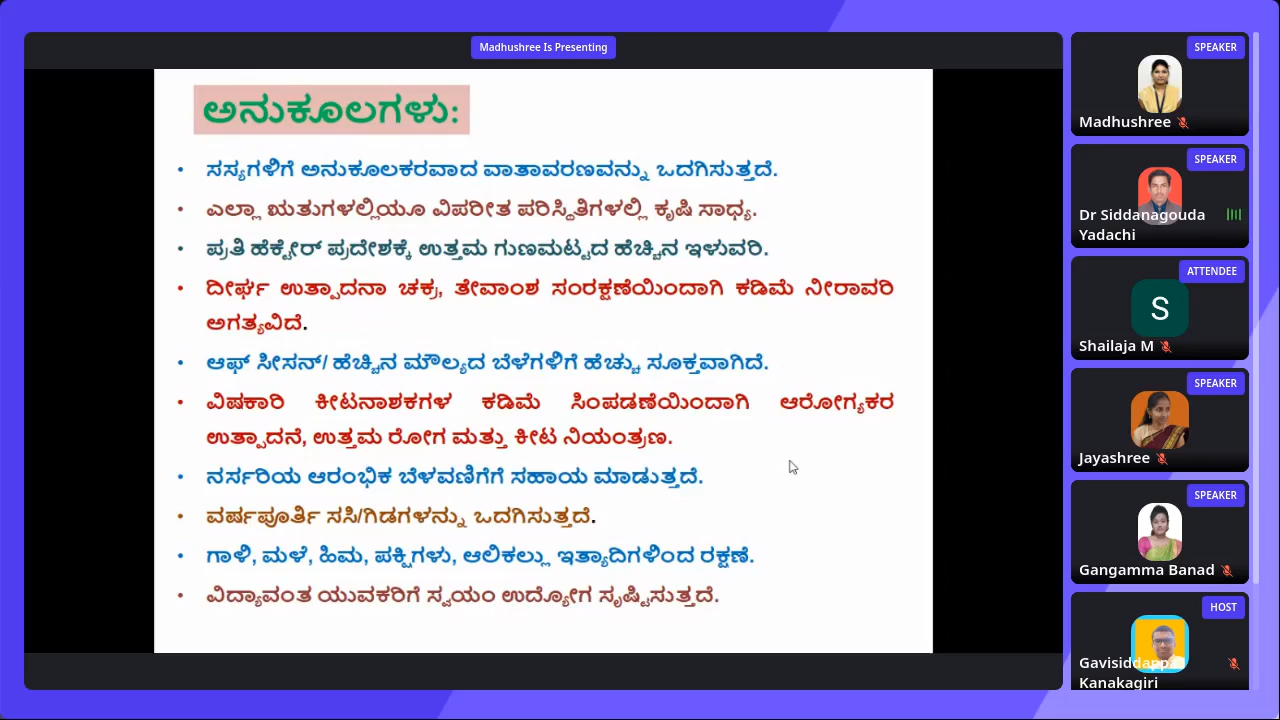 Madhushree Is Presenting
ಅನುಕೂಲಗಳು:
• ಸಸ್ಯಗಳಿಗೆ ಅನುಕೂಲಕರವಾದ ವಾತಾವರಣವನ್ನು ಒದಗಿಸುತ್ತದೆ.
• ಎಲ್ಲಾ ಋತುಗಳಲ್ಲಿಯೂ ವಿಪರೀತ ಪರಿಸ್ಥಿತಿಗಳಲ್ಲಿ ಕೃಷಿ ಸಾಧ್ಯ.
• ಪ್ರತಿ ಹೆಕ್ಟೇರ್ ಪ್ರದೇಶಕ್ಕೆ ಉತ್ತಮ ಗುಣಮಟ್ಟದ ಹೆಚ್ಚಿನ ಇಳುವರಿ.
• ದೀರ್ಘ ಉತ್ಪಾದನಾ ಚಕ್ರ, ತೇವಾಂಶ ಸಂರಕ್ಷಣೆಯಿಂದಾಗಿ ಕಡಿಮೆ ನೀರಾವರಿ
ಅಗತ್ಯವಿದೆ.
• ಆಫ್ ಸೀಸನ್/ ಹೆಚ್ಚಿನ ಮೌಲ್ಯದ ಬೆಳೆಗಳಿಗೆ ಹೆಚ್ಚು ಸೂಕ್ತವಾಗಿದೆ.
• ವಿಷಕಾರಿ ಕೀಟನಾಶಕಗಳ ಕಡಿಮೆ ಸಿಂಪಡಣೆಯಿಂದಾಗಿ ಆರೋಗ್ಯಕರ
ಉತ್ಪಾದನೆ, ಉತ್ತಮ ರೋಗ ಮತ್ತು ಕೀಟ ನಿಯಂತ್ರಣ.
• ನರ್ಸರಿಯ ಆರಂಭಿಕ ಬೆಳವಣಿಗೆಗೆ ಸಹಾಯ ಮಾಡುತ್ತದೆ.
• ವರ್ಷಪೂರ್ತಿ ಸಸಿ/ಗಿಡಗಳನ್ನು ಒದಗಿಸುತ್ತದೆ.
• ಗಾಳಿ, ಮಳೆ, ಹಿಮ, ಪಕ್ಷಿಗಳು, ಆಲಿಕಲ್ಲು ಇತ್ಯಾದಿಗಳಿಂದ ರಕ್ಷಣೆ.
• ವಿದ್ಯಾವಂತ ಯುವಕರಿಗೆ ಸ್ವಯಂ ಉದ್ಯೋಗ ಸೃಷ್ಟಿಸುತ್ತದೆ.
SPEAKER
Madhushree
SPEAKER
Dr Siddanagouda
Yadachi
ATTENDEE
S
Shailaja M
SPEAKER
Jayashree
SPEAKER
Gangamma Banad
HOST
Gavisiddappa
Kanakagiri